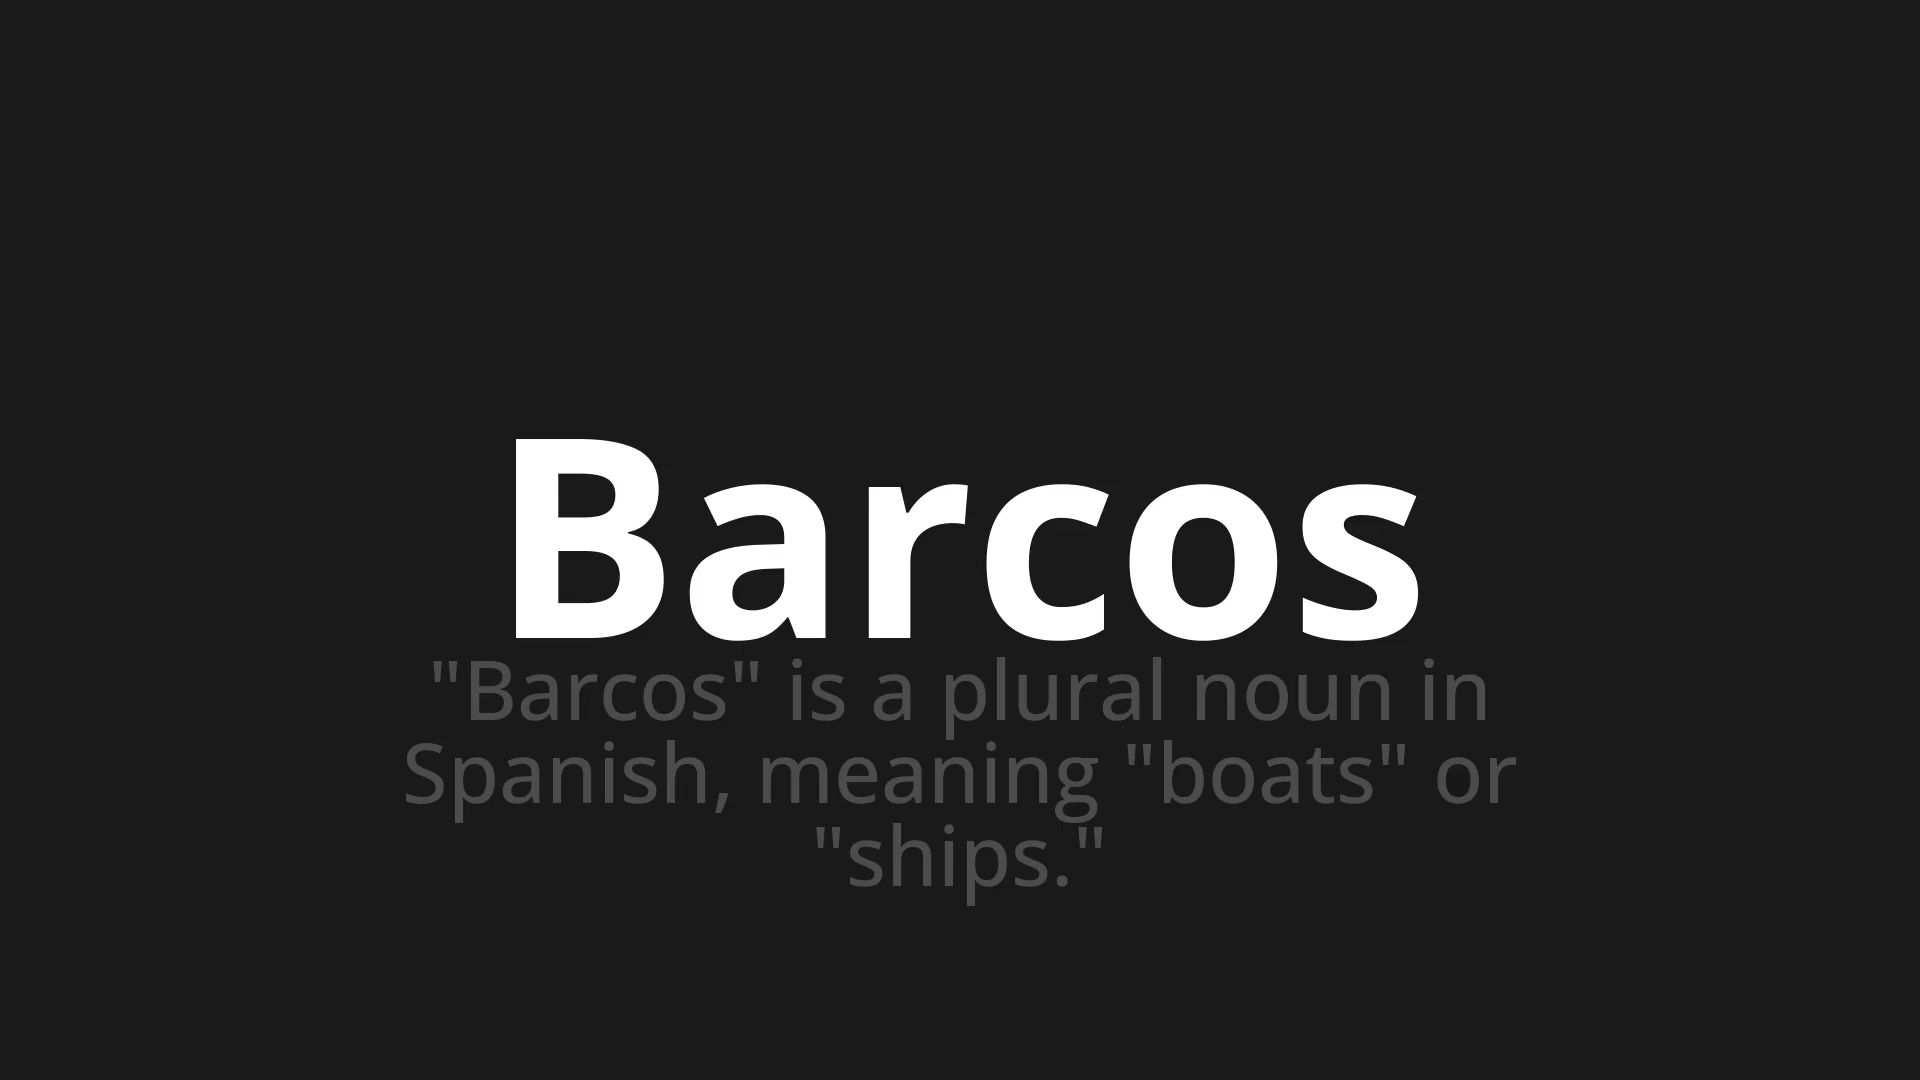 Barcos
"Barcos" is a plural noun in
Spanish, meaning "boats" or
"ships."